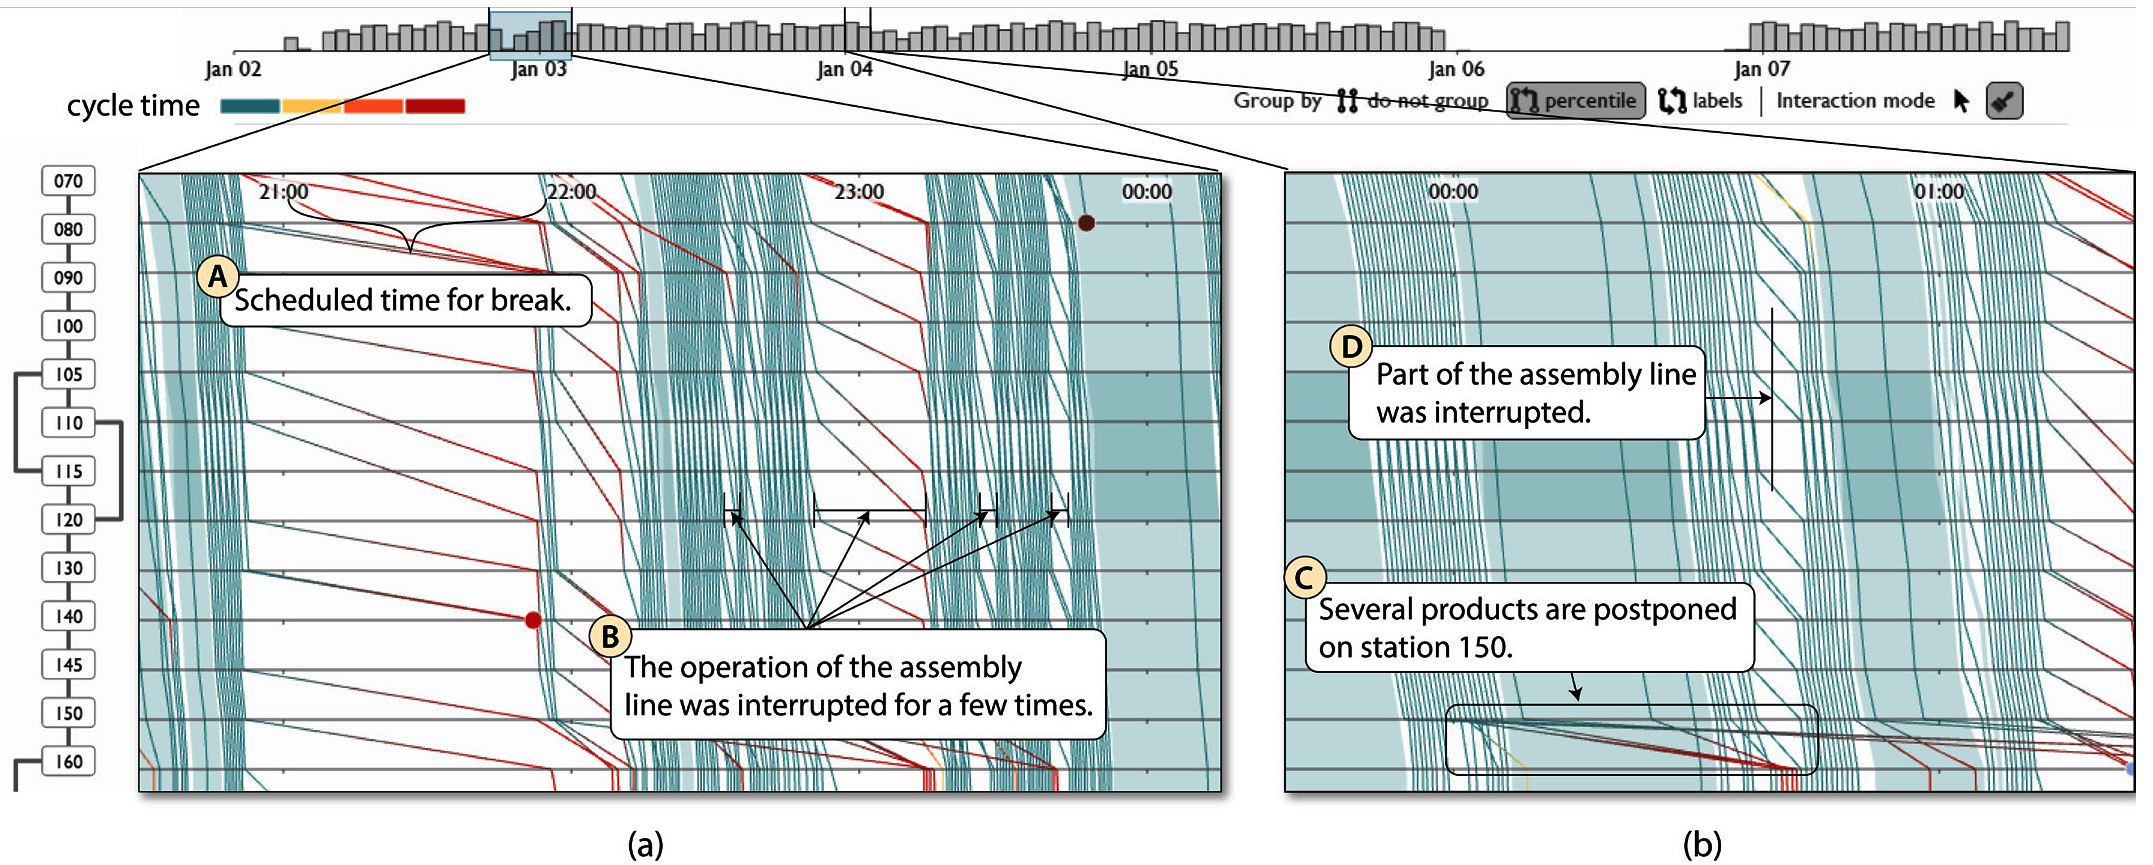 Jan 02 Jan 03 Jan 04 Jan 05 Jan 06 Jan 07
cycle time
Group by do not group percentile labels Interaction mode
070
080
090
100
105
110
115
120
130
140
145
150
160
21:00 22:00 23:00 00:00
A
Scheduled time for break.
B
The operation of the assembly
line was interrupted for a few times.
(a)
00:00 01:00
D
Part of the assembly line
was interrupted.
C
Several products are postponed
on station 150.
(b)